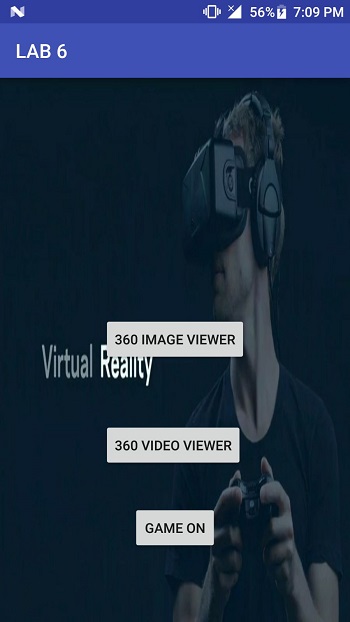 56% 7:09 PM
LAB 6
360 IMAGE VIEWER
Virtual Reality
360 VIDEO VIEWER
GAME ON